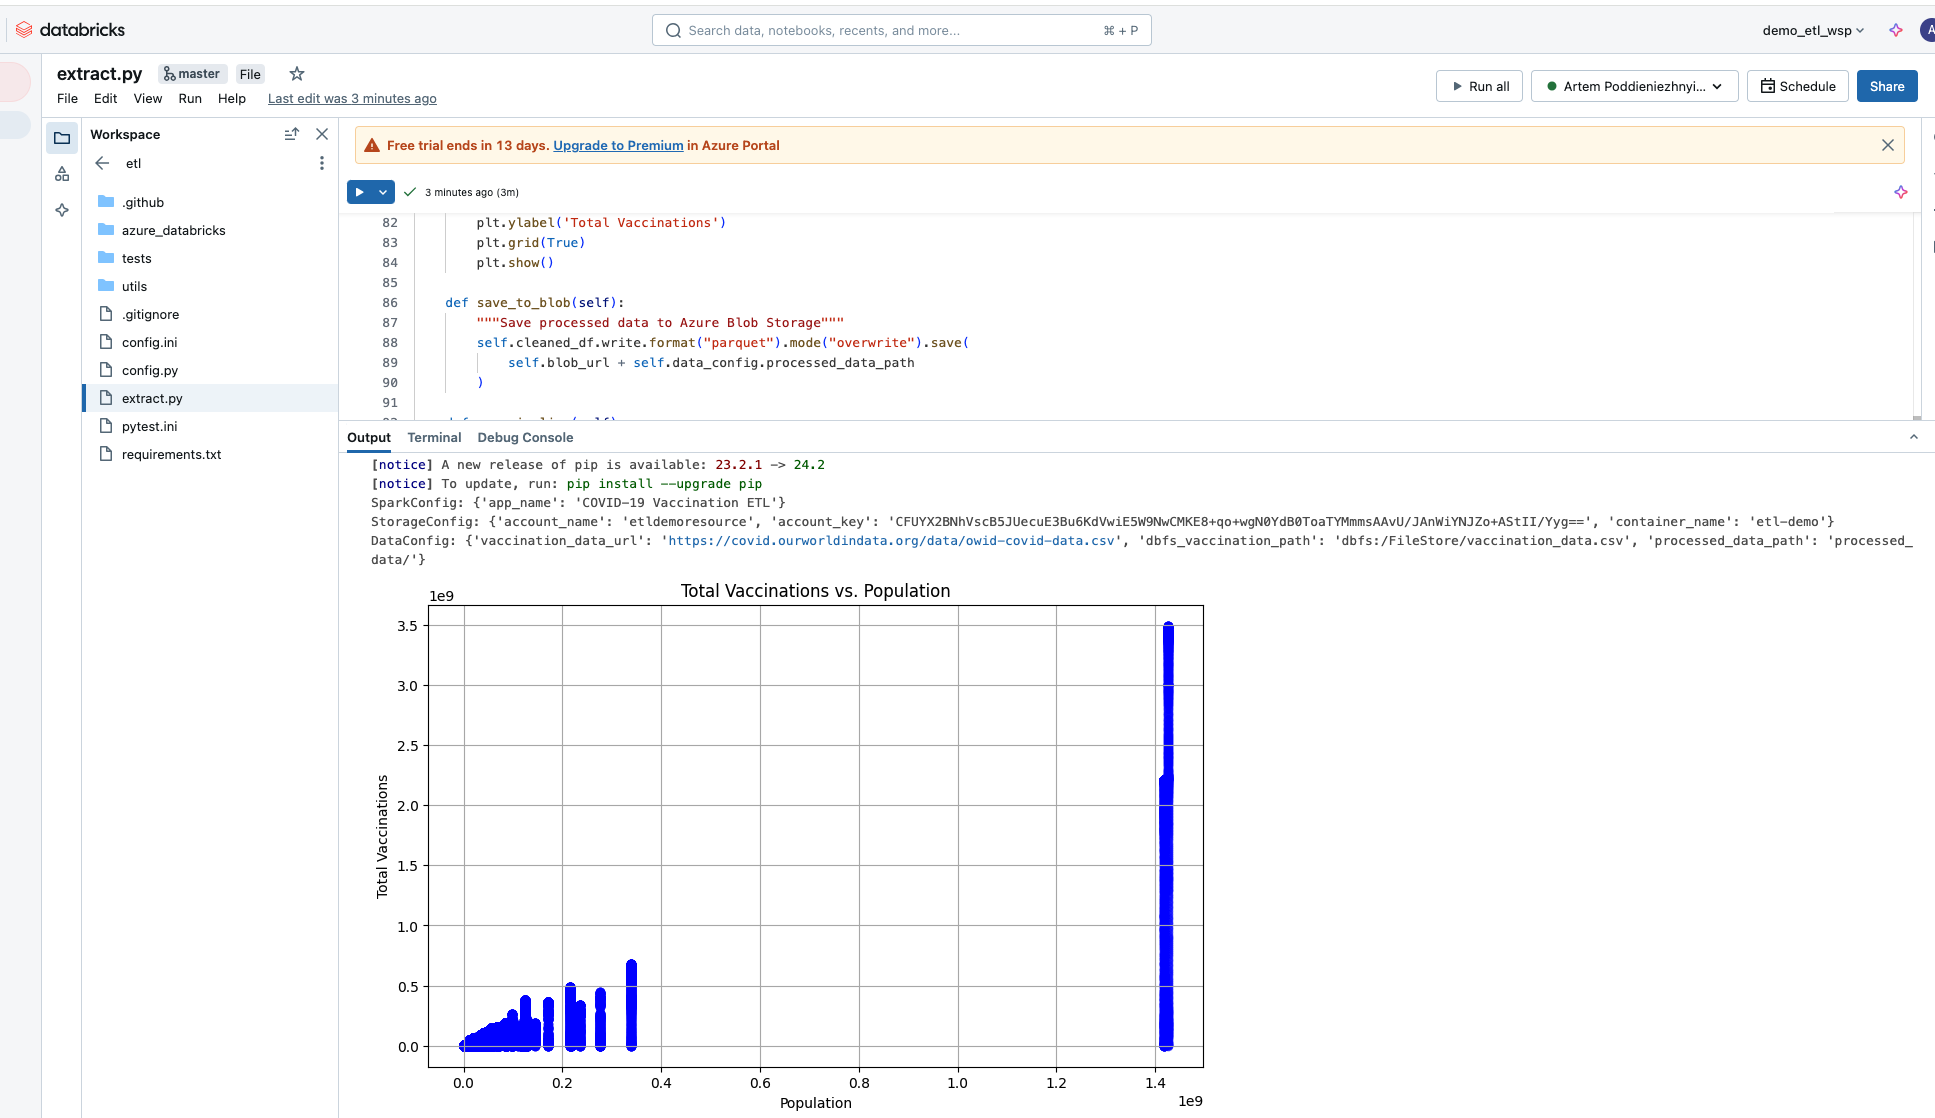 databricks
Search data, notebooks, recents, and more...
⌘ + P
demo_etl_wsp
A
extract.py
master
File
File Edit View Run Help Last edit was 3 minutes ago
Run all
Artem Poddieniezhnyi...
Schedule
Share
Workspace
etl
.github
azure_databricks
tests
utils
.gitignore
config.ini
config.py
extract.py
pytest.ini
requirements.txt
Free trial ends in 13 days. Upgrade to Premium in Azure Portal
3 minutes ago (3m)
82 plt.ylabel('Total Vaccinations')
83 plt.grid(True)
84 plt.show()
85
86 def save_to_blob(self):
87 """Save processed data to Azure Blob Storage"""
88 self.cleaned_df.write.format("parquet").mode("overwrite").save(
89 self.blob_url + self.data_config.processed_data_path
90 )
91
Output Terminal Debug Console
[notice] A new release of pip is available: 23.2.1 -> 24.2
[notice] To update, run: pip install --upgrade pip
SparkConfig: {'app_name': 'COVID-19 Vaccination ETL'}
StorageConfig: {'account_name': 'etldemoresource', 'account_key': 'CFUYX2BNhVscB5JUecuE3Bu6KdVwiE5W9NwCMKE8+qo+wgN0YdB0ToaTYMmmsAAvU/JAnWiYNJZo+AStII/Yyg==', 'container_name': 'etl-demo'}
DataConfig: {'vaccination_data_url': 'https://covid.ourworldindata.org/data/owid-covid-data.csv', 'dbfs_vaccination_path': 'dbfs:/FileStore/vaccination_data.csv', 'processed_data_path': 'processed_
data/'}
Total Vaccinations vs. Population
1e9
3.5
3.0
2.5
2.0
1.5
1.0
0.5
0.0
Total Vaccinations
0.0 0.2 0.4 0.6 0.8 1.0 1.2 1.4
1e9
Population